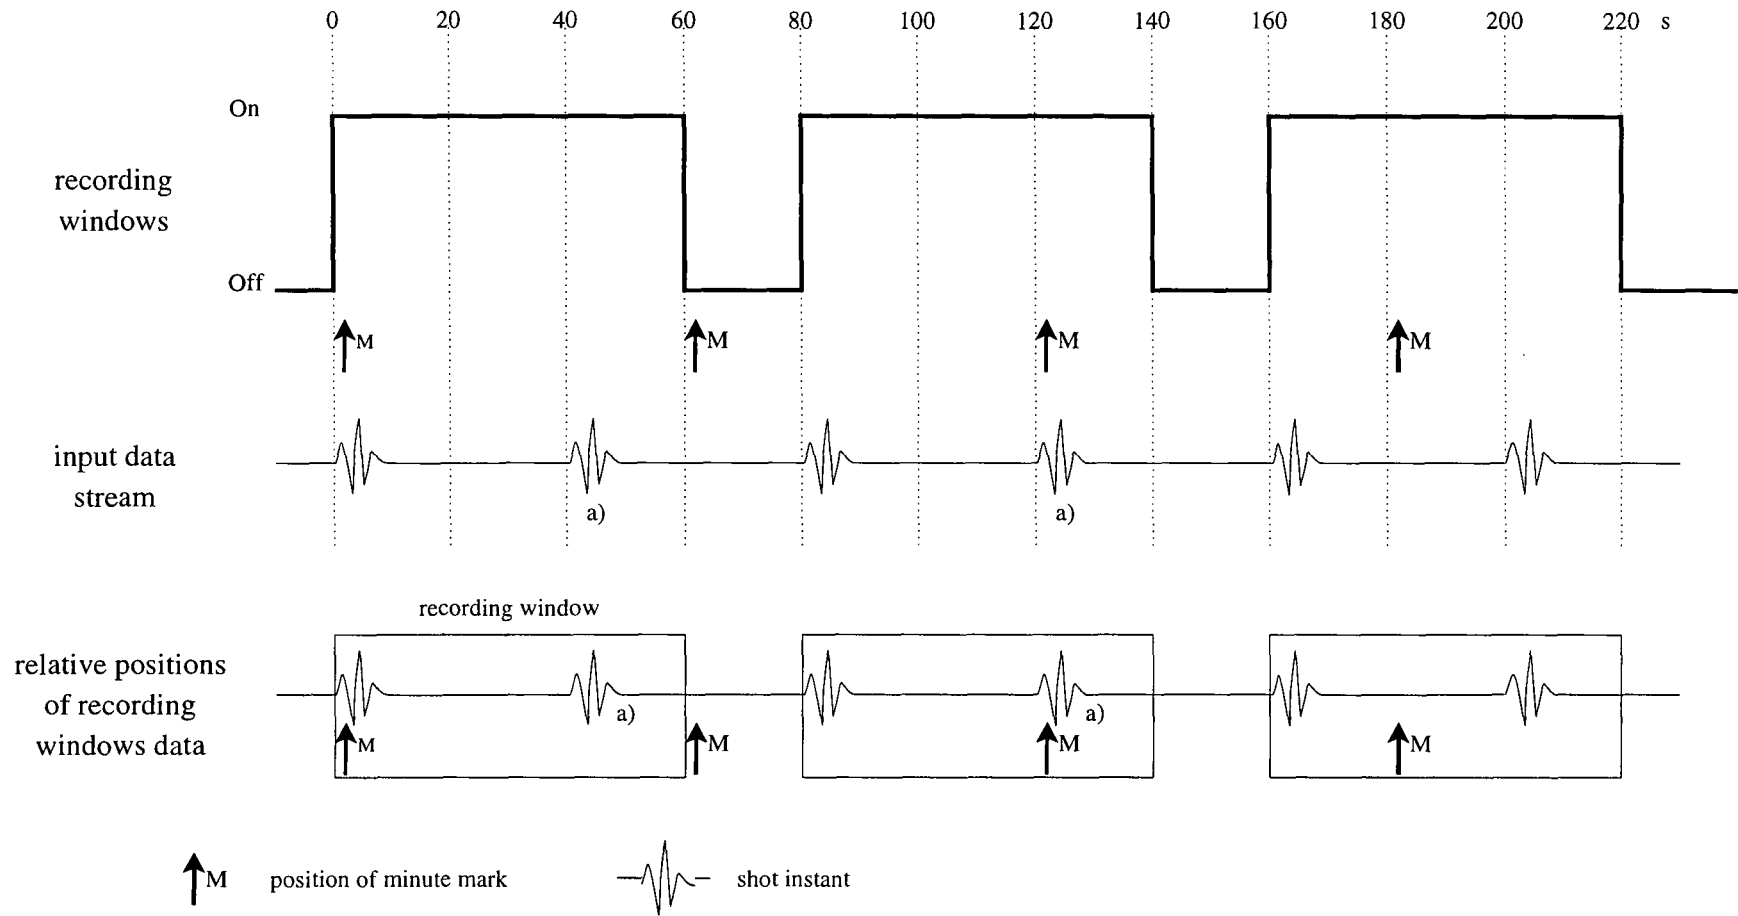 0 20 40 60 80 100 120 140 160 180 200 220 s
On
recording
windows
Off
M M M M
input data
stream
a) a)
recording window
relative positions
of recording
windows data
a) a)
M M M M
M position of minute mark shot instant